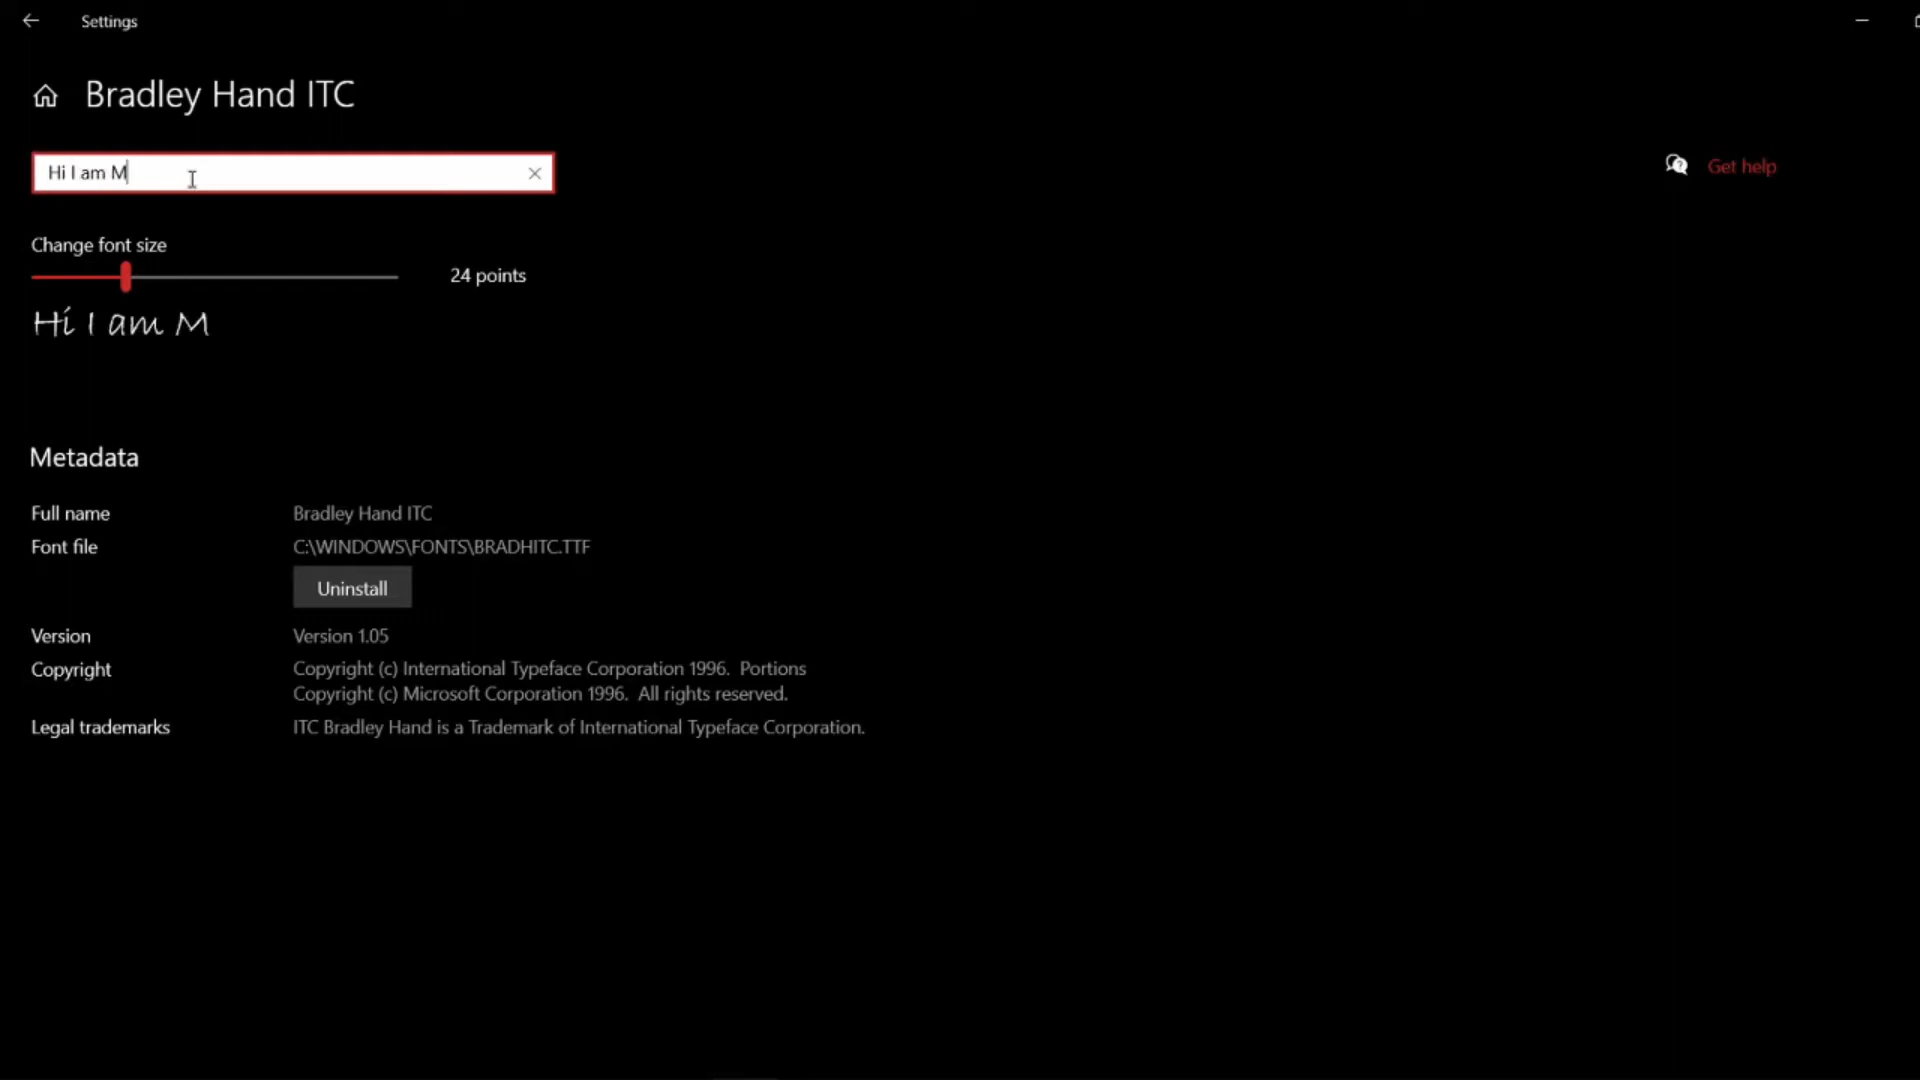 Settings
Bradley Hand ITC
Hi I am M
Get help
Change font size
24 points
Hi I am M
Metadata
Full name Bradley Hand ITC
Font file C:\WINDOWS\FONTS\BRADHITC.TTF
Uninstall
Version Version 1.05
Copyright Copyright (c) International Typeface Corporation 1996. Portions
Copyright (c) Microsoft Corporation 1996. All rights reserved.
Legal trademarks ITC Bradley Hand is a Trademark of International Typeface Corporation.